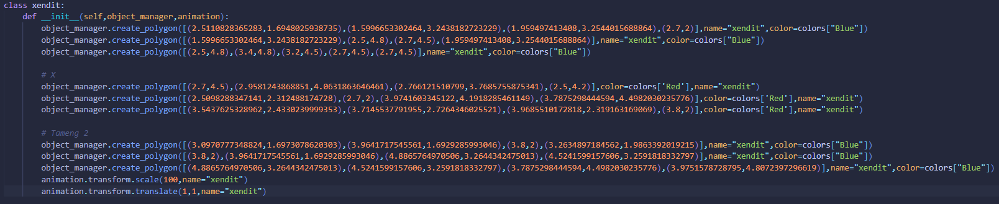 class xendit:
    def __init__(self,object_manager,animation):
        object_manager.create_polygon([(2.5110828365283,1.6948025938735),(1.5996653302464,3.2438182723229),(1.959497413408,3.2544015688864),(2.7,2)],name="xendit",color=colors["Blue"])
        object_manager.create_polygon([(1.5996653302464,3.2438182723229),(2.5,4.8),(2.7,4.5),(1.959497413408,3.2544015688864)],name="xendit",color=colors["Blue"])
        object_manager.create_polygon([(2.5,4.8),(3.4,4.8),(3.2,4.5),(2.7,4.5),(2.7,4.5)],name="xendit",color=colors["Blue"])

        # X
        object_manager.create_polygon([(2.7,4.5),(2.9581243868851,4.0631863646461),(2.766121510799,3.7685755875341),(2.5,4.2)],color=colors['Red'],name="xendit")
        object_manager.create_polygon([(2.5098288347141,2.312488174728),(2.7,2),(3.9741603345122,4.1918285461149),(3.7875298444594,4.4982030235776)],color=colors['Red'],name="xendit")
        object_manager.create_polygon([(3.5437625328962,2.4330239999353),(3.7145537791955,2.7264346025521),(3.9685510172818,2.319163169069),(3.8,2)],color=colors['Red'],name="xendit")

        # Tameng 2
        object_manager.create_polygon([(3.0970777348824,1.6973078620303),(3.9641717545561,1.6929285993046),(3.8,2),(3.2634897184562,1.9863392019215)],name="xendit",color=colors["Blue"])
        object_manager.create_polygon([(3.8,2),(3.9641717545561,1.6929285993046),(4.8865764970506,3.2644342475013),(4.5241599157606,3.2591818332797)],name="xendit",color=colors["Blue"])
        object_manager.create_polygon([(4.8865764970506,3.2644342475013),(4.5241599157606,3.2591818332797),(3.7875298444594,4.4982030235776),(3.9751578728795,4.8072397296619)],name="xendit",color=colors["Blue"])
        animation.transform.scale(100,name="xendit")
        animation.transform.translate(1,1,name="xendit")